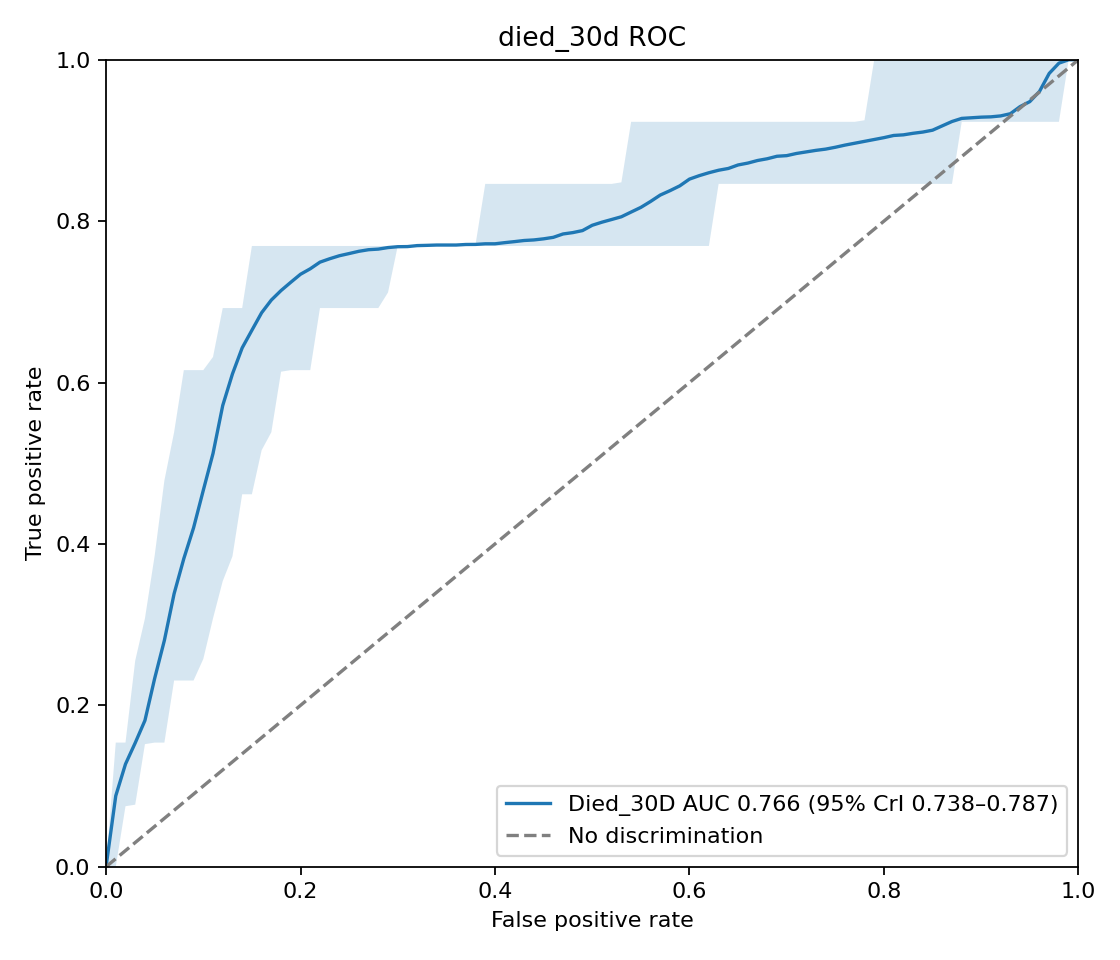 died_30d ROC
1.0
0.8
0.6
0.4
0.2
0.0
True positive rate
Died_30D AUC 0.766 (95% CrI 0.738–0.787)
No discrimination
0.0 0.2 0.4 0.6 0.8 1.0
False positive rate